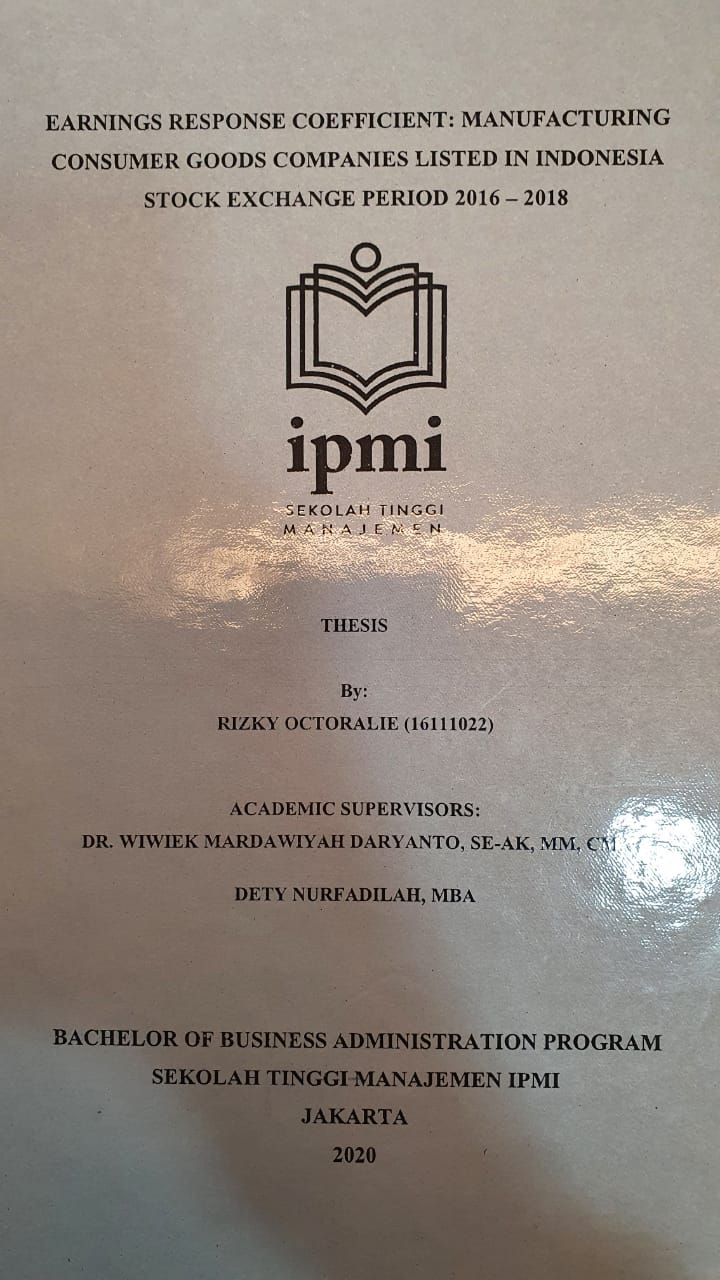 EARNINGS RESPONSE COEFFICIENT: MANUFACTURING
CONSUMER GOODS COMPANIES LISTED IN INDONESIA
STOCK EXCHANGE PERIOD 2016 – 2018
ipmi
SEKOLAH TINGGI
MANAJEMEN
THESIS
By:
RIZKY OCTORALIE (16111022)
ACADEMIC SUPERVISORS:
DR. WIWIEK MARDAWIYAH DARYANTO, SE-AK, MM,
DETY NURFADILAH, MBA
BACHELOR OF BUSINESS ADMINISTRATION PROGRAM
SEKOLAH TINGGI MANAJEMEN IPMI
JAKARTA
2020